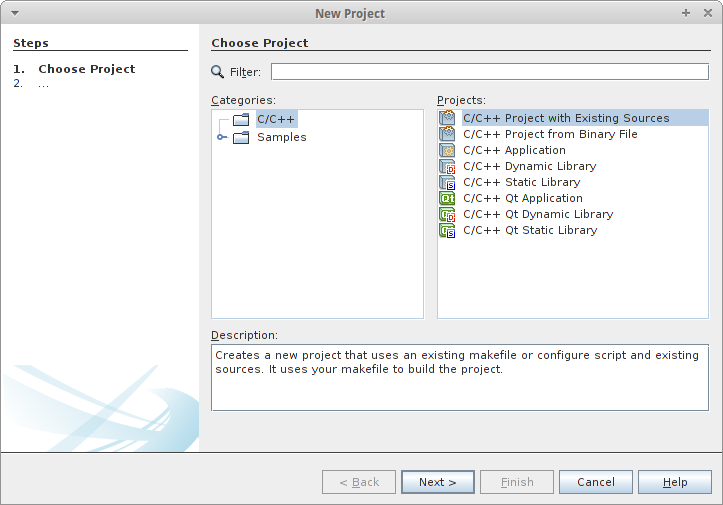 New Project
Steps
1. Choose Project
2. ...
Choose Project
Filter:
Categories:
C/C++
Samples
Projects:
C/C++ Project with Existing Sources
C/C++ Project from Binary File
C/C++ Application
C/C++ Dynamic Library
C/C++ Static Library
C/C++ Qt Application
C/C++ Qt Dynamic Library
C/C++ Qt Static Library
Description:
Creates a new project that uses an existing makefile or configure script and existing
sources. It uses your makefile to build the project.
< Back Next > Finish Cancel Help